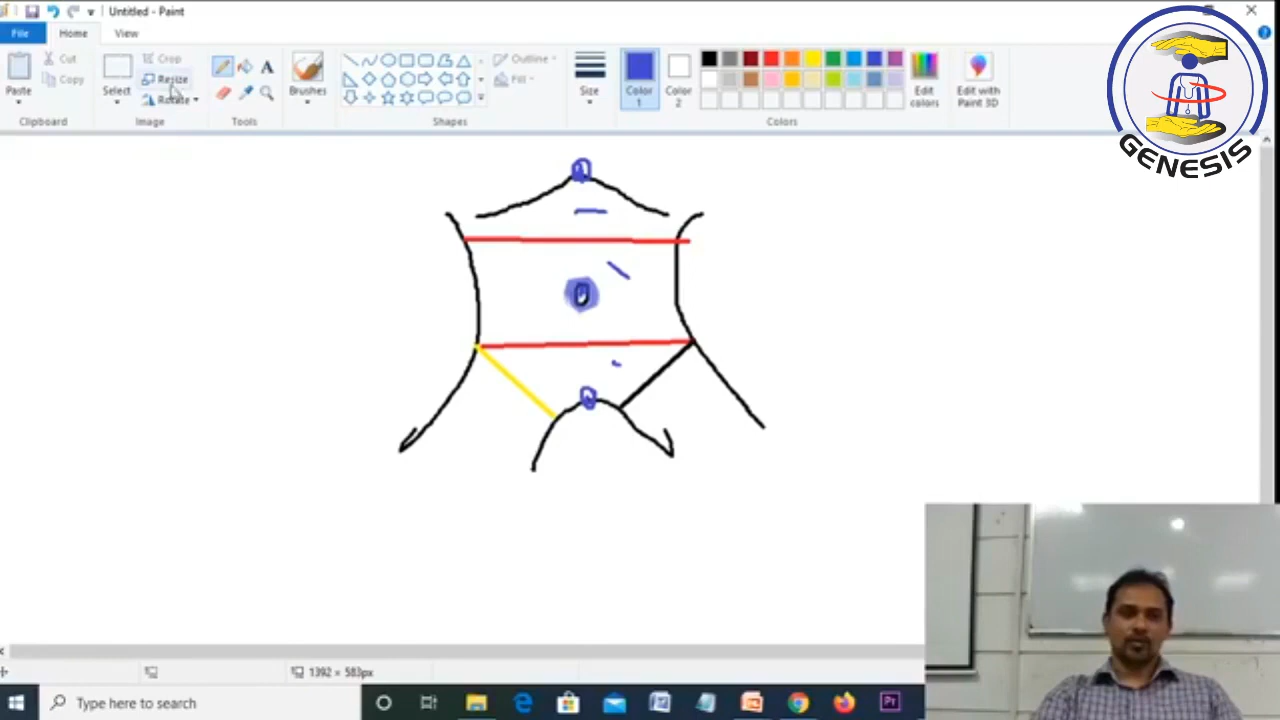 Untitled - Paint
File Home View
Cut
Copy
Paste
Clipboard
Select
Crop
Resize
Rotate
Image
A
Tools
Brushes
Outline
Fill
Shapes
Size
Color 1
Color 2
Edit colors
Colors
Edit with Paint 3D
GENESIS
1392 × 583px
Type here to search
Pr